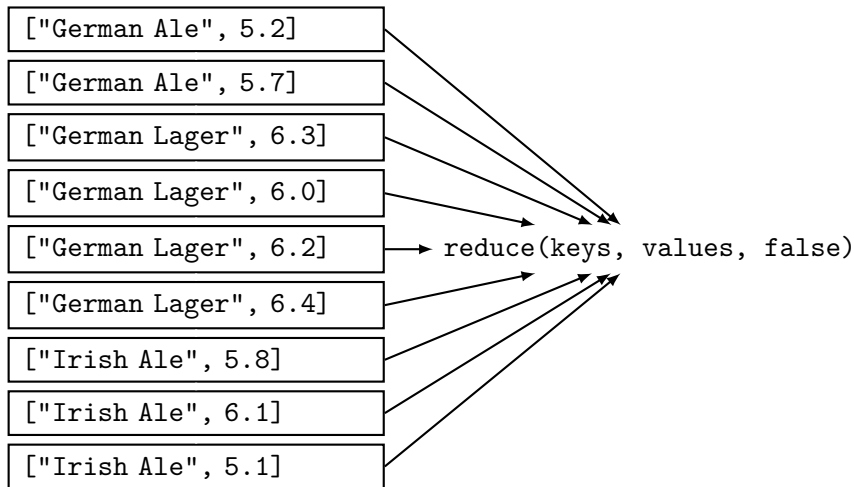 ["German Ale", 5.2]
["German Ale", 5.7]
["German Lager", 6.3]
["German Lager", 6.0]
["German Lager", 6.2]
reduce(keys, values, false)
["German Lager", 6.4]
["Irish Ale", 5.8]
["Irish Ale", 6.1]
["Irish Ale", 5.1]